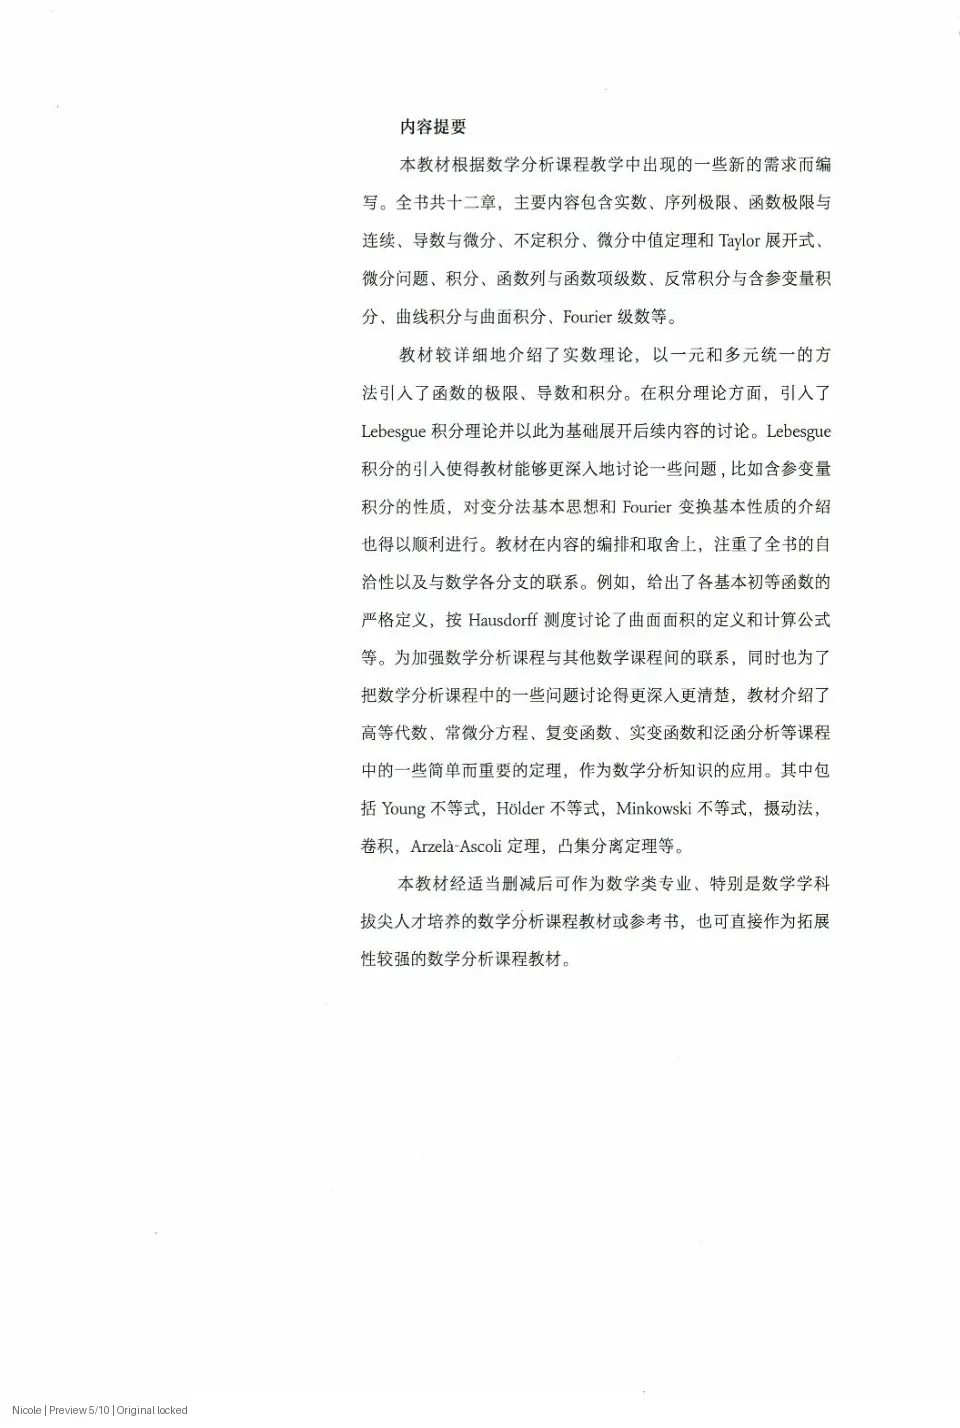 内容提要
本教材根据数学分析课程教学中出现的一些新的需求而编
写。全书共十二章，主要内容包含实数、序列极限、函数极限与
连续、导数与微分、不定积分、微分中值定理和 Taylor 展开式、
微分问题、积分、函数列与函数项级数、反常积分与含参变量积
分、曲线积分与曲面积分、Fourier 级数等。
教材较详细地介绍了实数理论，以一元和多元统一的方
法引入了函数的极限、导数和积分。在积分理论方面，引入了
Lebesgue 积分理论并以此为基础展开后续内容的讨论。Lebesgue
积分的引入使得教材能够更深入地讨论一些问题，比如含参变量
积分的性质，对变分法基本思想和 Fourier 变换基本性质的介绍
也得以顺利进行。教材在内容的编排和取舍上，注重了全书的自
洽性以及与数学各分支的联系。例如，给出了各基本初等函数的
严格定义，按 Hausdorff 测度讨论了曲面面积的定义和计算公式
等。为加强数学分析课程与其他数学课程间的联系，同时也为了
把数学分析课程中的一些问题讨论得更深入更清楚，教材介绍了
高等代数、常微分方程、复变函数、实变函数和泛函分析等课程
中的一些简单而重要的定理，作为数学分析知识的应用。其中包
括 Young 不等式，Hölder 不等式，Minkowski 不等式，摄动法，
卷积，Arzelà-Ascoli 定理，凸集分离定理等。
本教材经适当删减后可作为数学类专业、特别是数学学科
拔尖人才培养的数学分析课程教材或参考书，也可直接作为拓展
性较强的数学分析课程教材。
Nicole | Preview 5/10 | Original locked